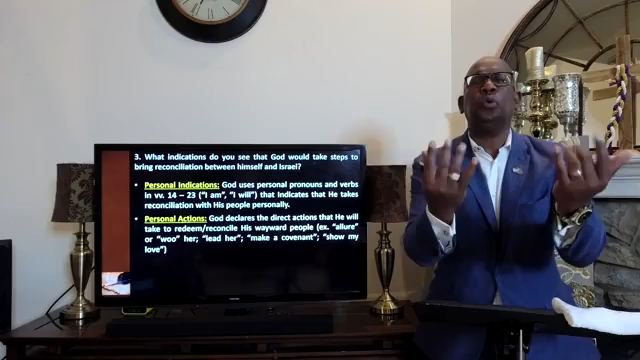 3. What indications do you see that God would take steps to
bring reconciliation between himself and Israel?
• Personal Indications: God uses personal pronouns and verbs
in vv. 14 – 23 ("I am", "I will") that indicates that He takes
reconciliation with His people personally.
• Personal Actions: God declares the direct actions that He will
take to redeem/reconcile His wayward people (ex. "allure"
or "woo" her; "lead her"; "make a covenant"; "show my
love")